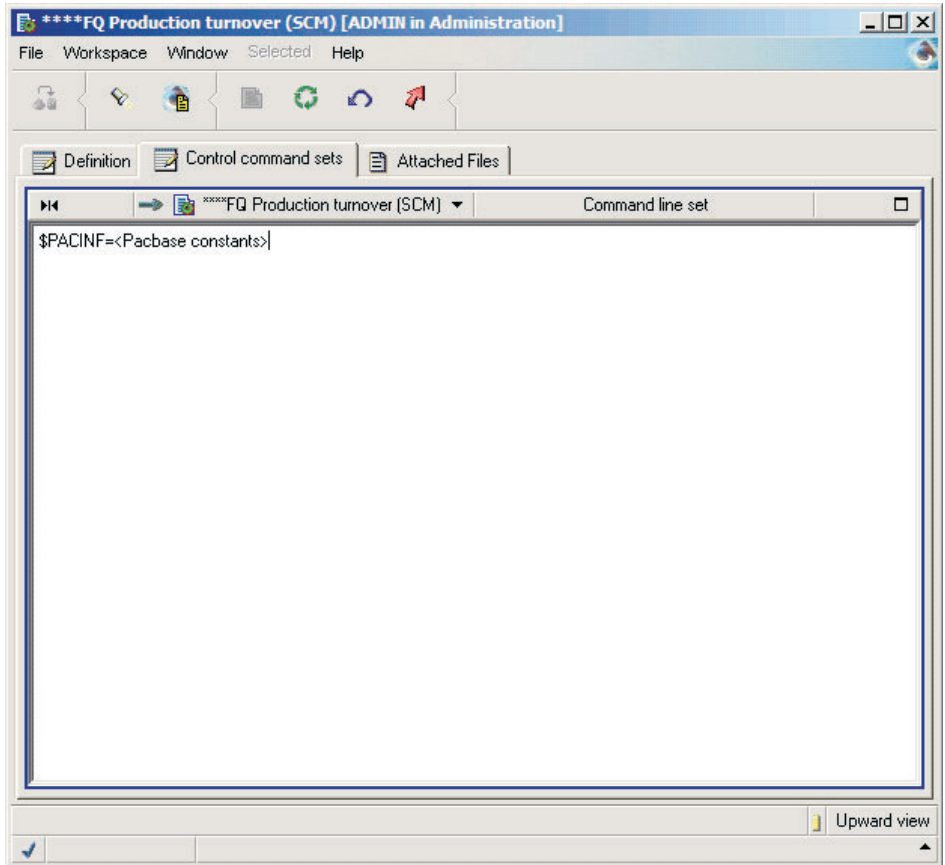 ****FQ Production turnover (SCM) [ADMIN in Administration]
File Workspace Window Selected Help
Definition Control command sets Attached Files
****FQ Production turnover (SCM) Command line set
$PACINF=<Pacbase constants>
Upward view